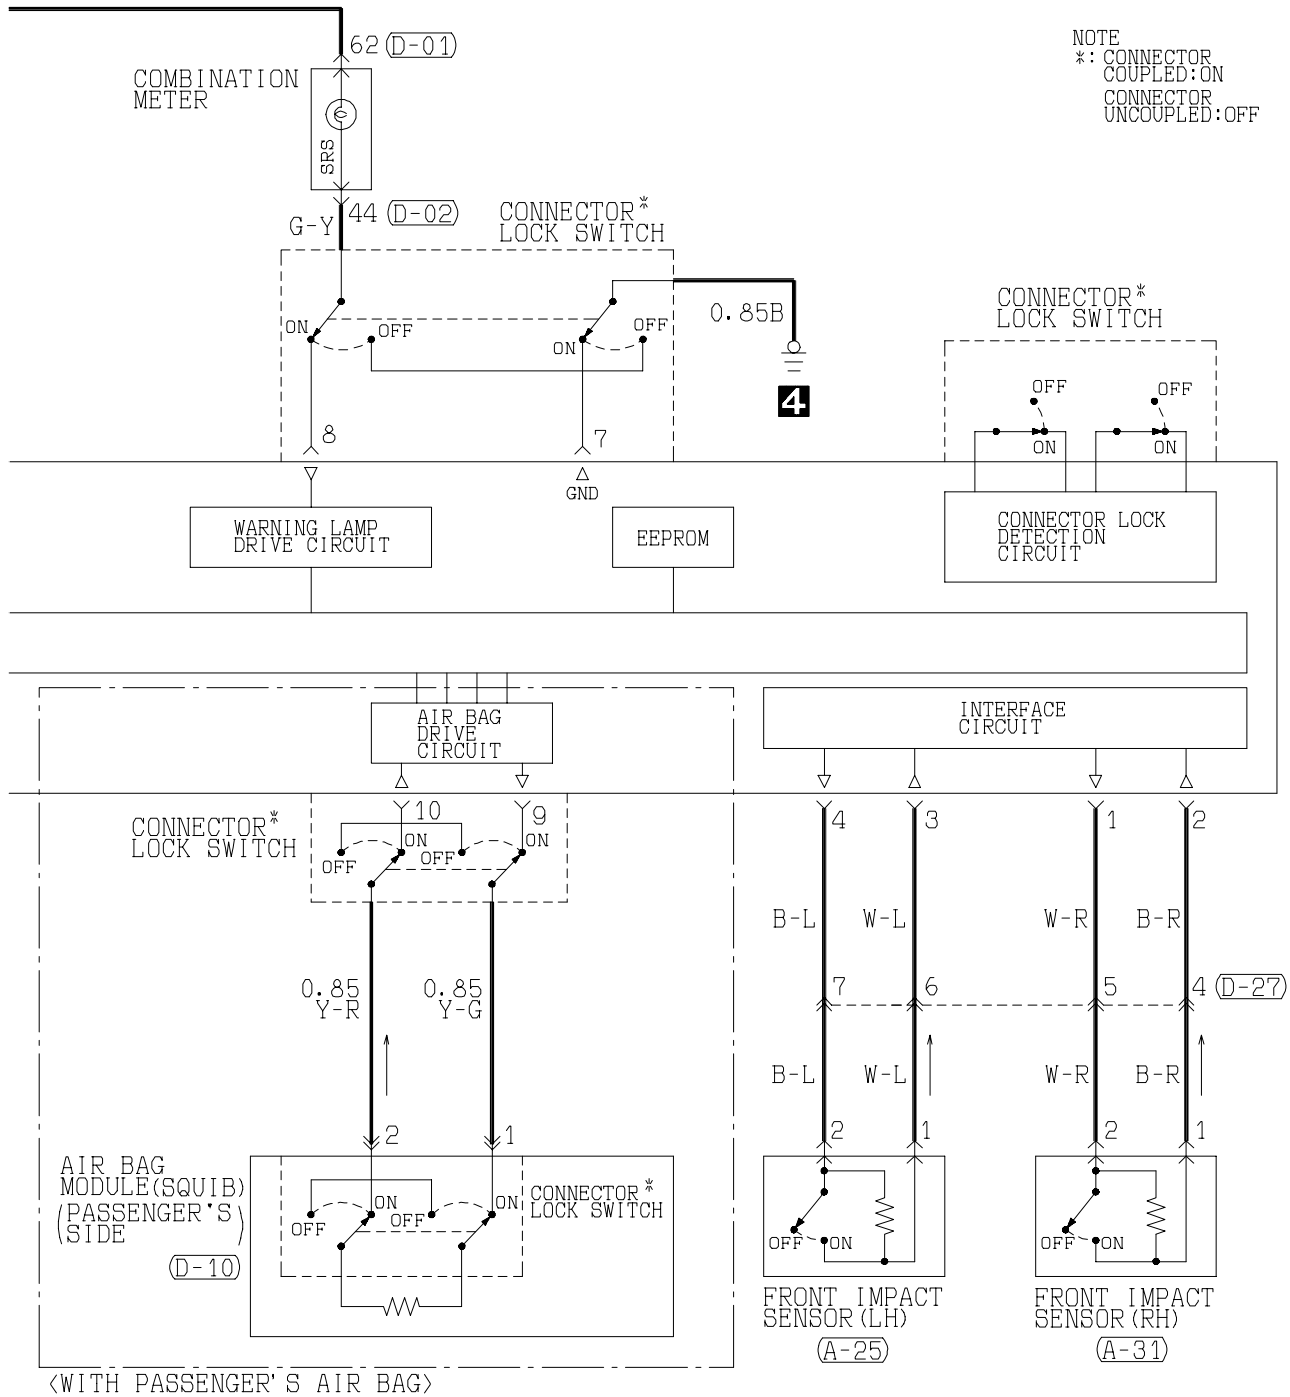 62 (D-01)
NOTE
*: CONNECTOR
COUPLED:ON
CONNECTOR
UNCOUPLED:OFF
COMBINATION
METER
SRS
44 (D-02)
G-Y
CONNECTOR*
LOCK SWITCH
ON
OFF
ON
OFF
0.85B
4
CONNECTOR*
LOCK SWITCH
OFF
OFF
ON
ON
8
7
GND
WARNING LAMP
DRIVE CIRCUIT
EEPROM
CONNECTOR LOCK
DETECTION
CIRCUIT
AIR BAG
DRIVE
CIRCUIT
INTERFACE
CIRCUIT
CONNECTOR*
LOCK SWITCH
10
9
ON
ON
OFF
OFF
4
3
1
2
B-L
W-L
W-R
B-R
0.85
Y-R
0.85
Y-G
7
6
5
4 (D-27)
B-L
W-L
W-R
B-R
2
1
2
1
2
1
AIR BAG
MODULE(SQUIB)
(PASSENGER'S)
SIDE
(D-10)
ON
ON
OFF
OFF
CONNECTOR*
LOCK SWITCH
OFF
ON
OFF
ON
FRONT IMPACT
SENSOR(LH)
(A-25)
FRONT IMPACT
SENSOR(RH)
(A-31)
<WITH PASSENGER'S AIR BAG>